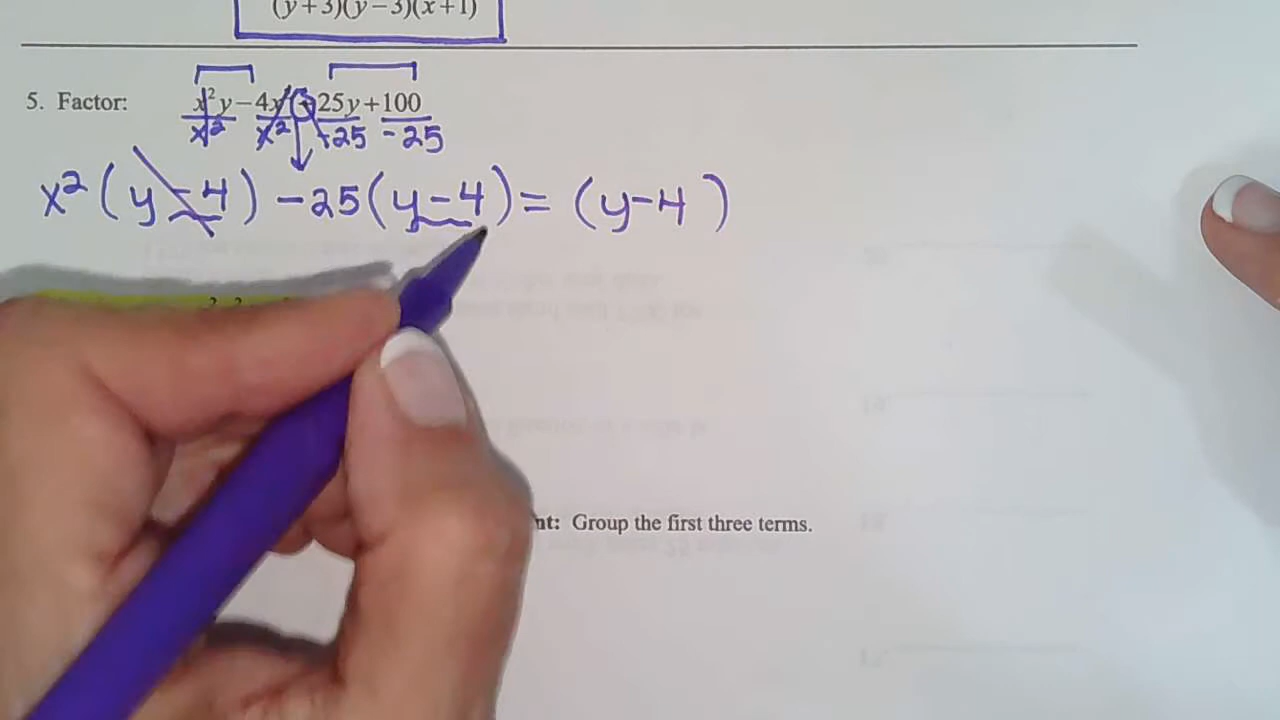 (y+3)(y−3)(x+1)
5. Factor: x²y−4x²−25y+100
x² x² -25 -25
x²(y-4) -25(y-4) = (y-4 )
nt: Group the first three terms.